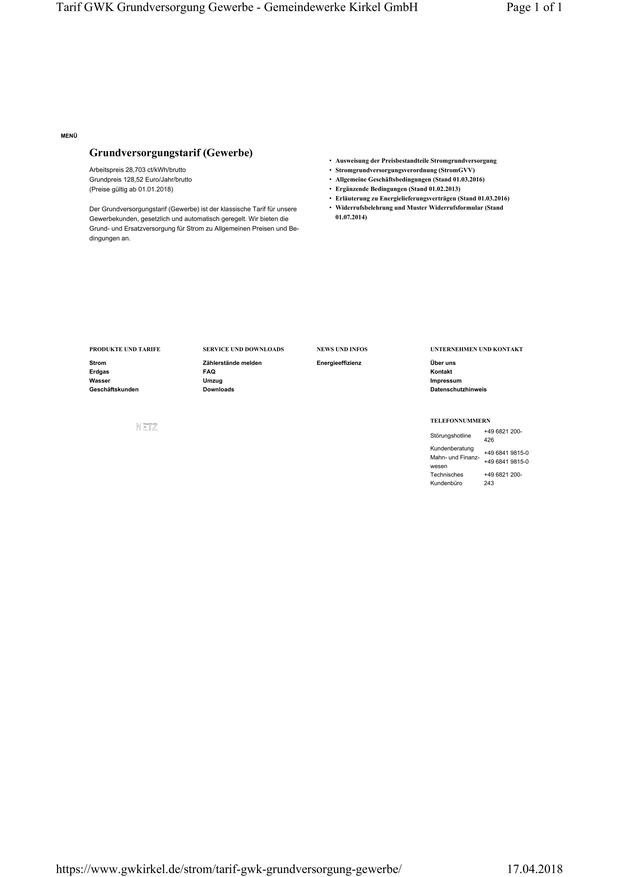 Tarif GWK Grundversorgung Gewerbe - Gemeindewerke Kirkel GmbH Page 1 of 1
MENÜ
Grundversorgungstarif (Gewerbe)
Arbeitspreis 28,703 ct/kWh/brutto
Grundpreis 128,52 Euro/Jahr/brutto
(Preise gültig ab 01.01.2018)
Der Grundversorgungstarif (Gewerbe) ist der klassische Tarif für unsere
Gewerbekunden, gesetzlich und automatisch geregelt. Wir bieten die
Grund- und Ersatzversorgung für Strom zu Allgemeinen Preisen und Be-
dingungen an.
• Ausweisung der Preisbestandteile Stromgrundversorgung
• Stromgrundversorgungsverordnung (StromGVV)
• Allgemeine Geschäftsbedingungen (Stand 01.03.2016)
• Ergänzende Bedingungen (Stand 01.02.2013)
• Erläuterung zu Energielieferungsverträgen (Stand 01.03.2016)
• Widerrufsbelehrung und Muster Widerrufsformular (Stand
01.07.2014)
PRODUKTE UND TARIFE
Strom
Erdgas
Wasser
Geschäftskunden
SERVICE UND DOWNLOADS
Zählerstände melden
FAQ
Umzug
Downloads
NEWS UND INFOS
Energieeffizienz
UNTERNEHMEN UND KONTAKT
Über uns
Kontakt
Impressum
Datenschutzhinweis
NETZ
TELEFONNUMMERN
Störungshotline +49 6821 200-
426
Kundenberatung +49 6841 9815-0
Mahn- und Finanz- +49 6841 9815-0
wesen
Technisches +49 6821 200-
Kundenbüro 243
https://www.gwkirkel.de/strom/tarif-gwk-grundversorgung-gewerbe/ 17.04.2018